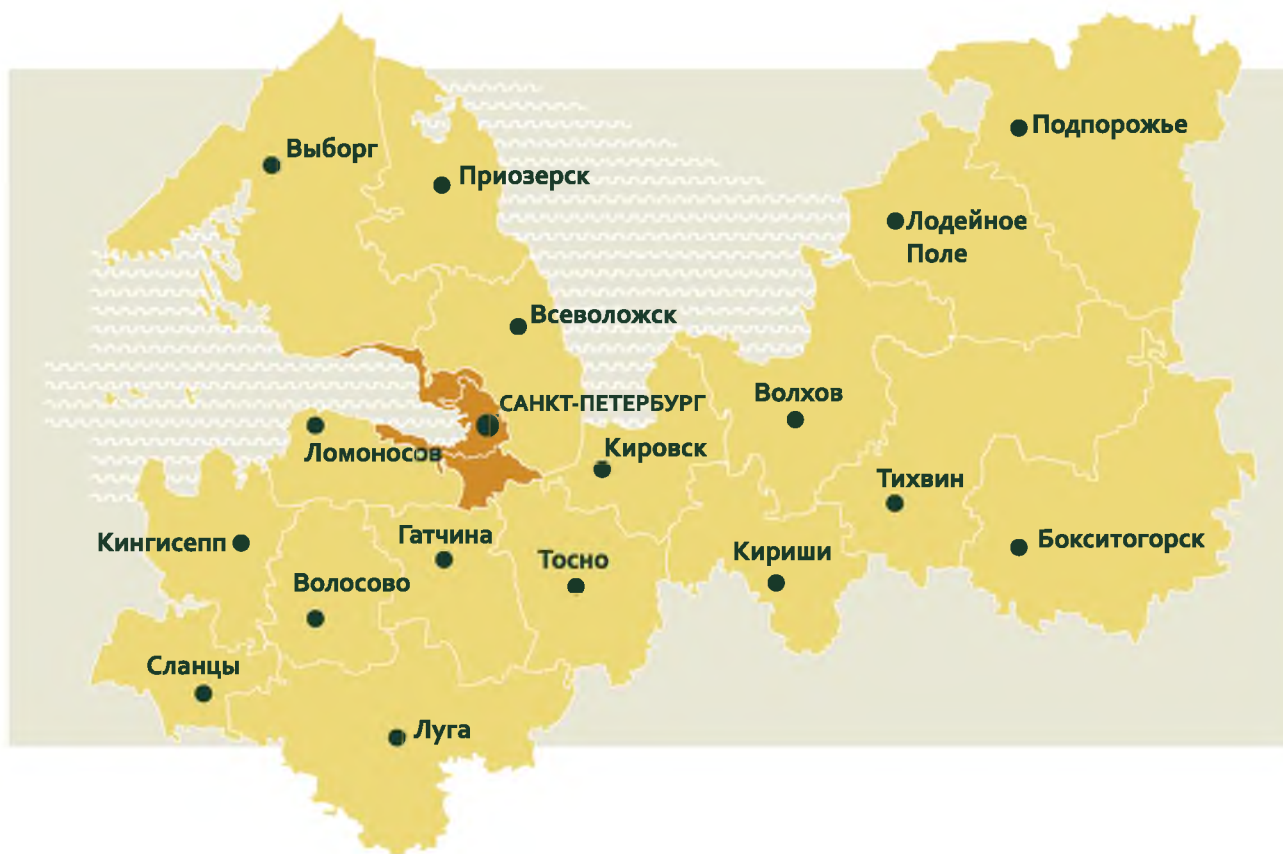 Подпорожье
Выборг
Приозерск
Лодейное
Поле
Всеволожск
САНКТ-ПЕТЕРБУРГ
Волхов
Ломоносов
Кировск
Тихвин
Гатчина
Кингисепп
Тосно
Кириши
Бокситогорск
Волосово
Сланцы
Луга